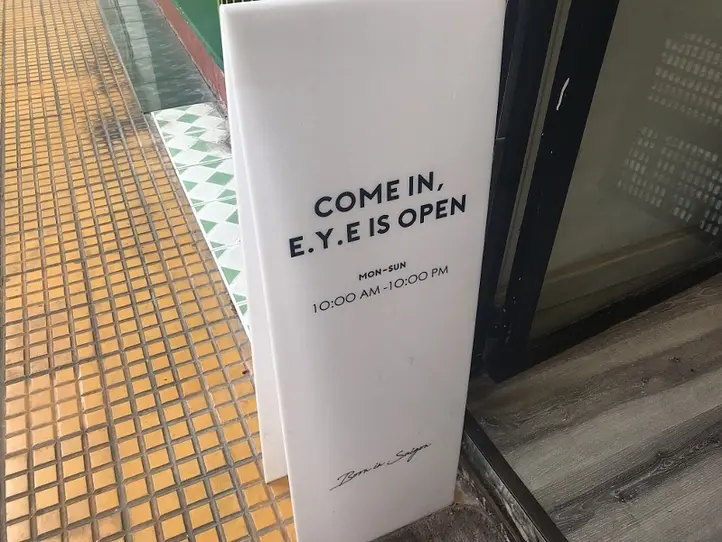 COME IN,
E.Y.E IS OPEN
MON-SUN
10:00 AM -10:00 PM
Born in Saigon